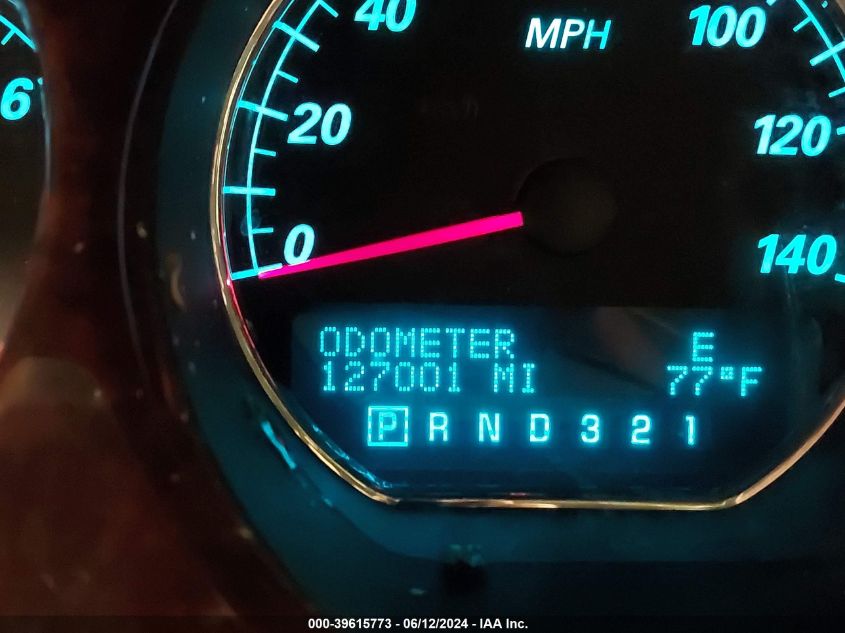 40
MPH
100
6
20
120
0
140
ODOMETER E
127001 MI 77°F
P R N D 3 2 1
000-39615773 - 06/12/2024 - IAA Inc.